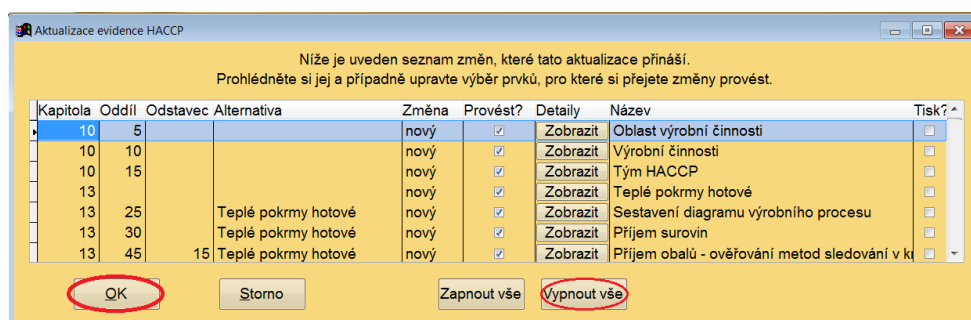 Aktualizace evidence HACCP
Níže je uveden seznam změn, které tato aktualizace přináší.
Prohlédněte si jej a případně upravte výběr prvků, pro které si přejete změny provést.
Kapitola Oddíl Odstavec Alternativa Změna Provést? Detaily Název Tisk?
10 5 nový Zobrazit Oblast výrobní činnosti
10 10 nový Zobrazit Výrobní činnosti
10 15 nový Zobrazit Tým HACCP
13 nový Zobrazit Teplé pokrmy hotové
13 25 Teplé pokrmy hotové nový Zobrazit Sestavení diagramu výrobního procesu
13 30 Teplé pokrmy hotové nový Zobrazit Příjem surovin
13 45 15 Teplé pokrmy hotové nový Zobrazit Příjem obalů - ověřování metod sledování v
OK Storno Zapnout vše Vypnout vše